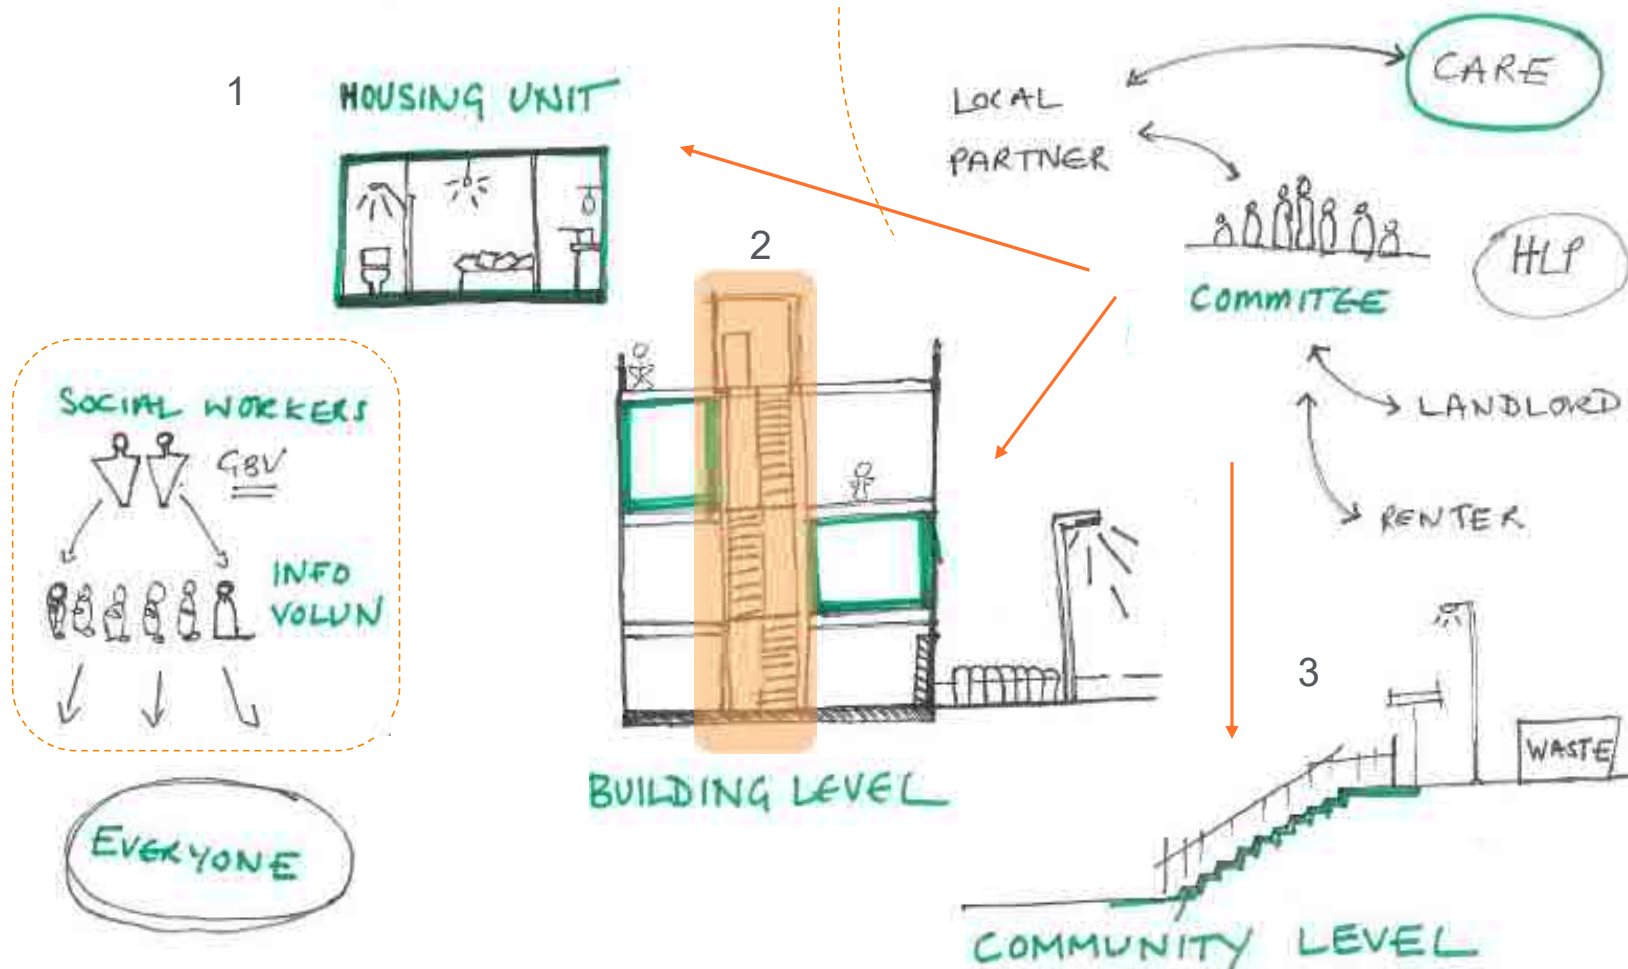 1
HOUSING UNIT
LOCAL
PARTNER
CARE
HLP
COMMITEE
LANDLORD
RENTER
2
BUILDING LEVEL
SOCIAL WORKERS
GBV
INFO
VOLUN
EVERYONE
3
WASTE
COMMUNITY LEVEL